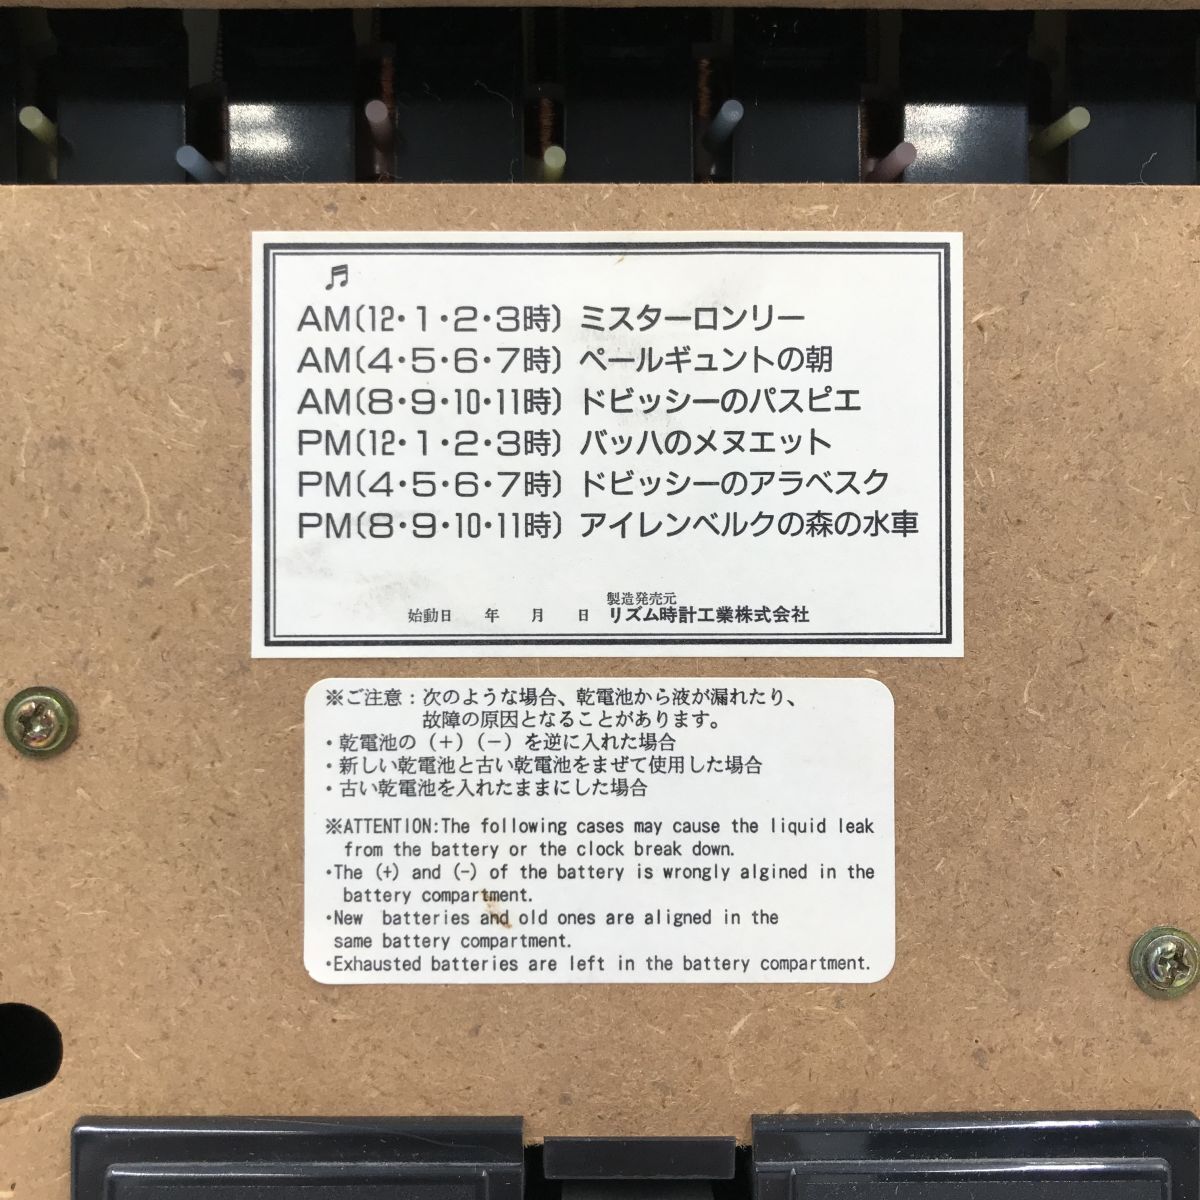 AM(12・1・2・3時) ミスターロンリー
AM(4・5・6・7時) ペールギュントの朝
AM(8・9・10・11時) ドビッシーのパスピエ
PM(12・1・2・3時) バッハのメヌエット
PM(4・5・6・7時) ドビッシーのアラベスク
PM(8・9・10・11時) アイレンベルクの森の水車
始動日 年 月 日 製造発売元
リズム時計工業株式会社
※ご注意：次のような場合、乾電池から液が漏れたり、
故障の原因となることがあります。
・乾電池の（＋）（－）を逆に入れた場合
・新しい乾電池と古い乾電池をまぜて使用した場合
・古い乾電池を入れたままにした場合
※ATTENTION:The following cases may cause the liquid leak
from the battery or the clock break down.
・The (+) and (-) of the battery is wrongly algined in the
battery compartment.
・New batteries and old ones are aligned in the
same battery compartment.
・Exhausted batteries are left in the battery compartment.